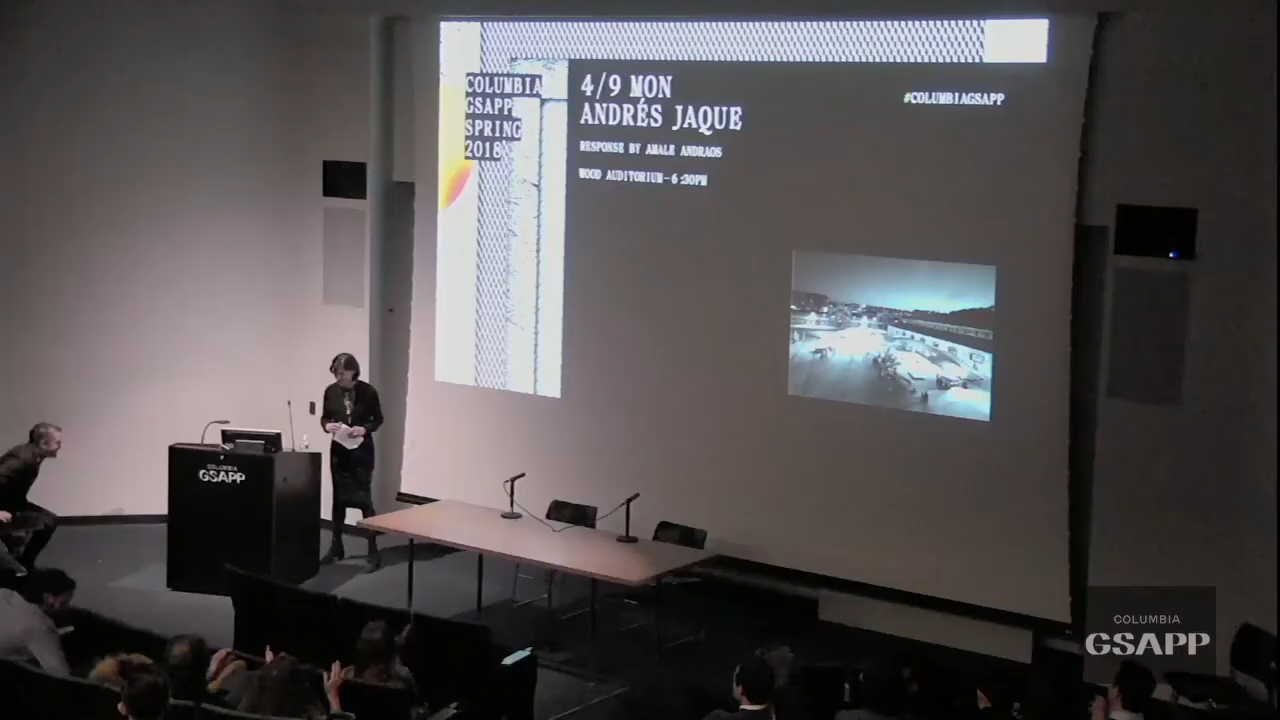 COLUMBIA
GSAPP
SPRING
2018
4/9 MON
ANDRÉS JAQUE
RESPONSE BY AMALE ANDRAOS
WOOD AUDITORIUM-6:30PM
#COLUMBIAGSAPP
COLUMBIA
GSAPP
COLUMBIA
GSAPP